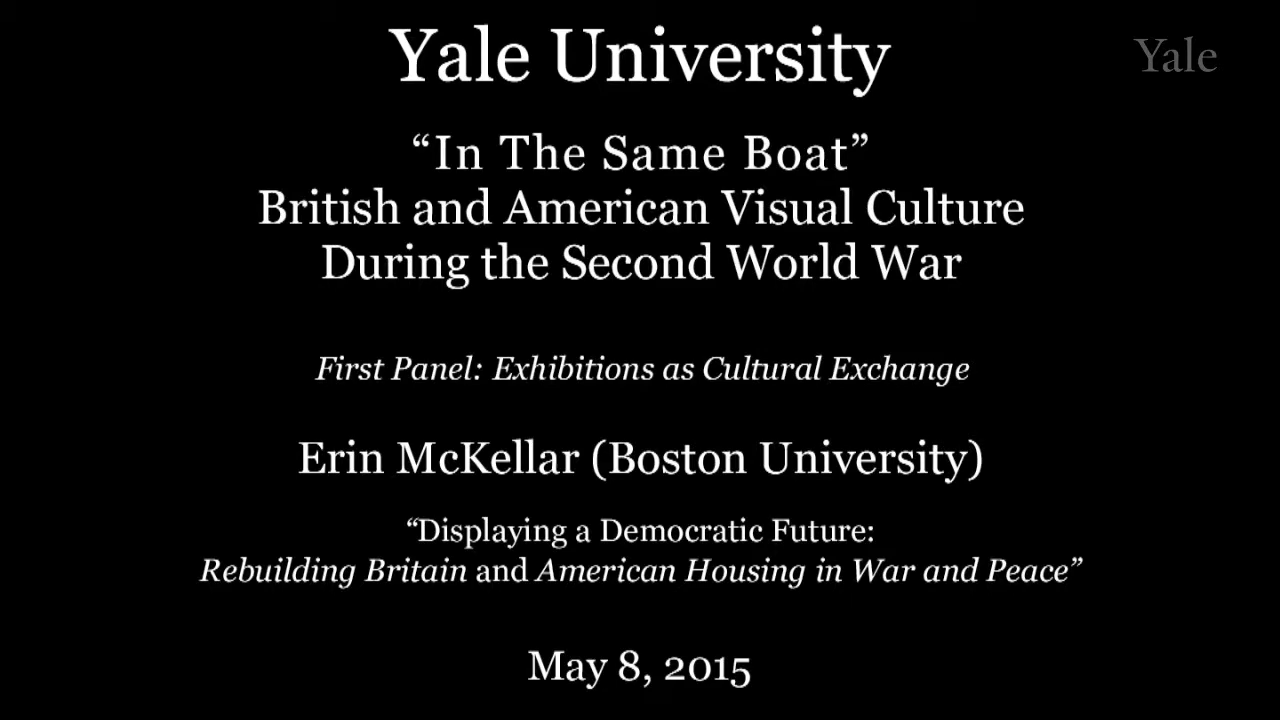 Yale University
Yale
“In The Same Boat”
British and American Visual Culture
During the Second World War
First Panel: Exhibitions as Cultural Exchange
Erin McKellar (Boston University)
“Displaying a Democratic Future:
Rebuilding Britain and American Housing in War and Peace”
May 8, 2015